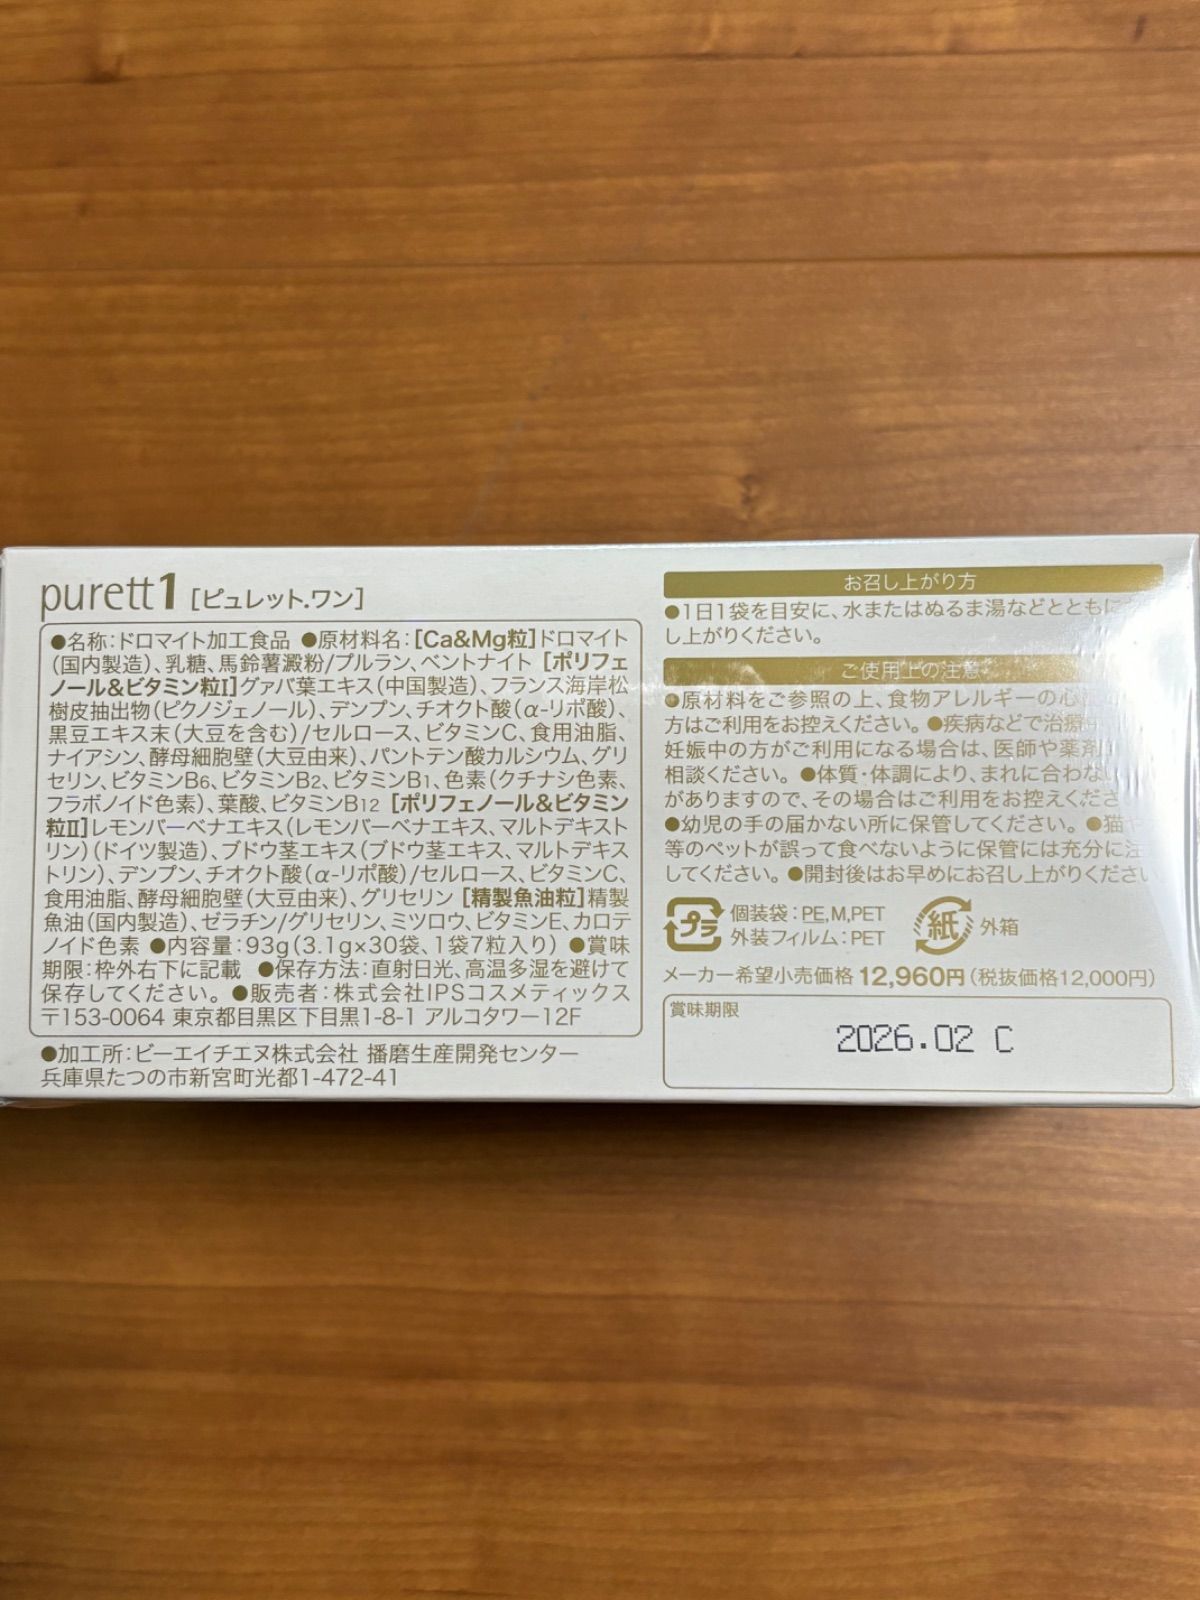 purett1 [ピュレット.ワン]
●名称:ドロマイト加工食品 ●原材料名:[Ca&Mg粒]ドロマイト
(国内製造)、乳糖、馬鈴薯澱粉/プルラン、ベントナイト [ポリフェ
ノール&ビタミン粒I]グァバ葉エキス(中国製造)、フランス海岸松
樹皮抽出物(ピクノジェノール)、デンプン、チオクト酸(α-リポ酸)、
黒豆エキス末(大豆を含む)/セルロース、ビタミンC、食用油脂、
ナイアシン、酵母細胞壁(大豆由来)、パントテン酸カルシウム、グリ
セリン、ビタミンB6、ビタミンB2、ビタミンB1、色素(クチナシ色素、
フラボノイド色素)、葉酸、ビタミンB12 [ポリフェノール&ビタミン
粒II]レモンバーベナエキス(レモンバーベナエキス、マルトデキスト
リン)(ドイツ製造)、ブドウ茎エキス(ブドウ茎エキス、マルトデキス
トリン)、デンプン、チオクト酸(α-リポ酸)/セルロース、ビタミンC、
食用油脂、酵母細胞壁(大豆由来)、グリセリン [精製魚油粒]精製
魚油(国内製造)、ゼラチン/グリセリン、ミツロウ、ビタミンE、カロテ
ノイド色素 ●内容量:93g(3.1g×30袋、1袋7粒入り) ●賞味
期限:枠外右下に記載 ●保存方法:直射日光、高温多湿を避けて
保存してください。 ●販売者:株式会社IPSコスメティックス
〒153-0064 東京都目黒区下目黒1-8-1 アルコタワー12F
●加工所:ビーエイチエヌ株式会社 播磨生産開発センター
兵庫県たつの市新宮町光都1-472-41
お召し上がり方
●1日1袋を目安に、水またはぬるま湯などとともに
し上がりください。
ご使用上の注意
●原材料をご参照の上、食物アレルギーの心配の
方はご利用をお控えください。●疾病などで治療中
妊娠中の方がご利用になる場合は、医師や薬剤
相談ください。 ●体質・体調により、まれに合わない
がありますので、その場合はご利用をお控えくださ
●幼児の手の届かない所に保管してください。 ●猫や
等のペットが誤って食べないように保管には充分に注
してください。●開封後はお早めにお召し上がりください。
プラ 個装袋:PE,M,PET
外装フィルム:PET
紙 外箱
メーカー希望小売価格 12,960円(税抜価格12,000円)
賞味期限
2026.02 C